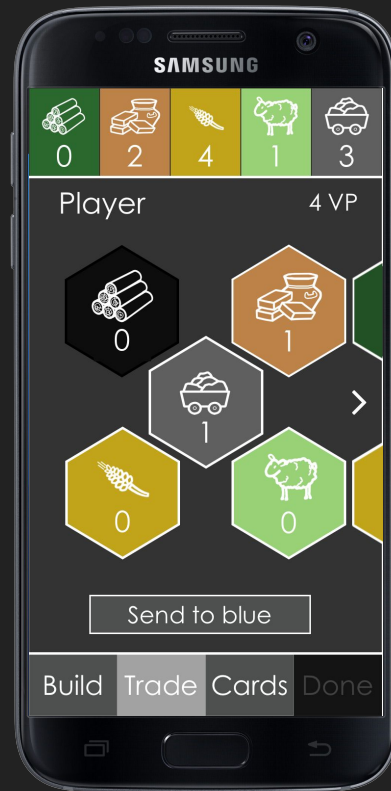 SAMSUNG
0 2 4 1 3
Player 4 VP
0 1
1
0 0
Send to blue
Build Trade Cards Done